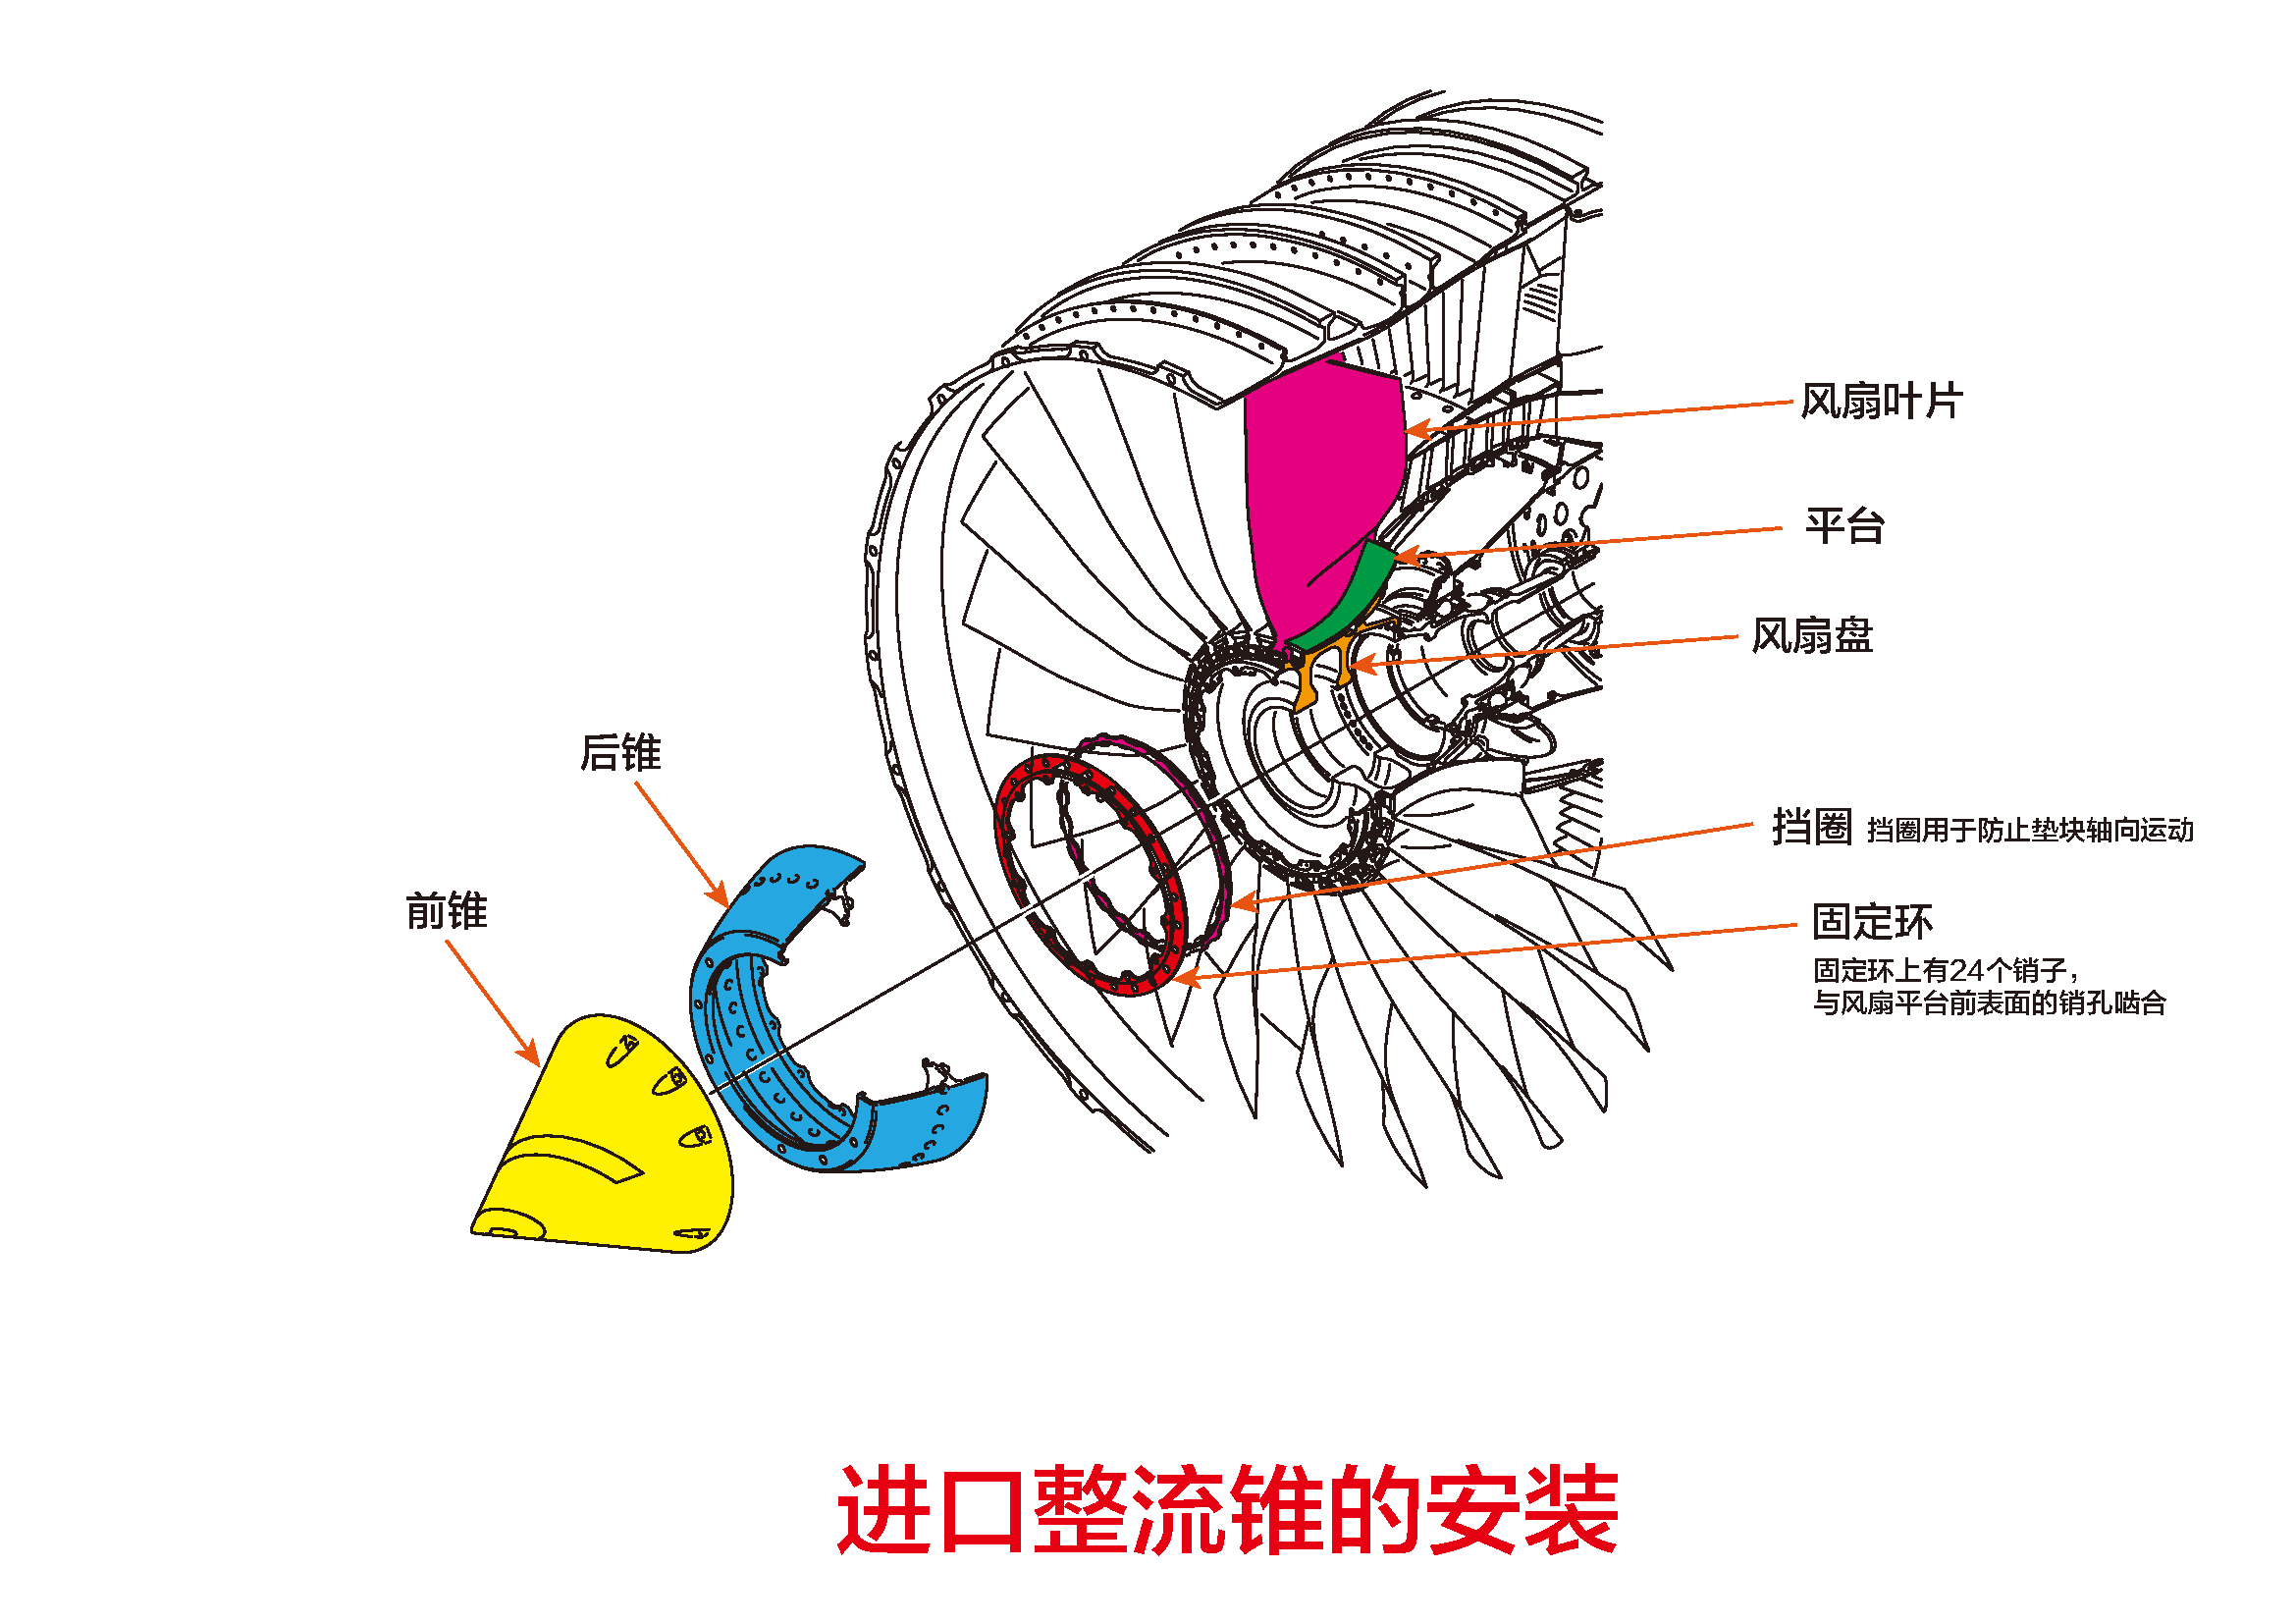 风扇叶片
平台
风扇盘
后锥
挡圈 挡圈用于防止垫块轴向运动
前锥
固定环
固定环上有24个销子，
与风扇平台前表面的销孔啮合
进口整流锥的安装